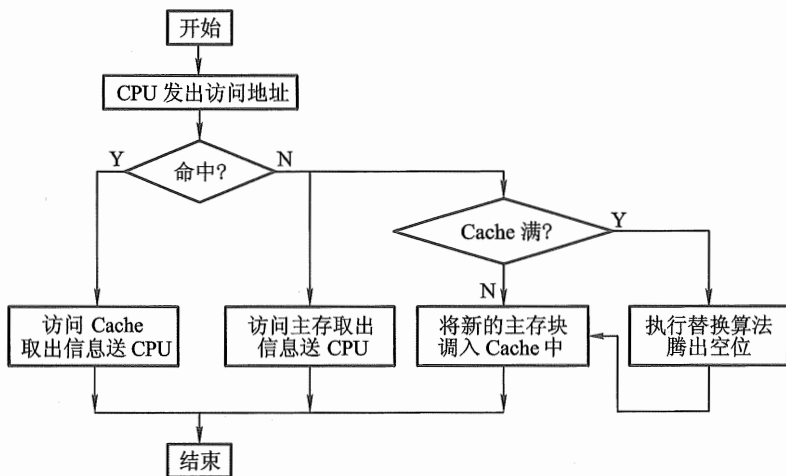 开始
CPU 发出访问地址
Y
命中?
N
Cache 满?
Y
N
访问 Cache
取出信息送 CPU
访问主存取出
信息送 CPU
将新的主存块
调入 Cache 中
执行替换算法
腾出空位
结束